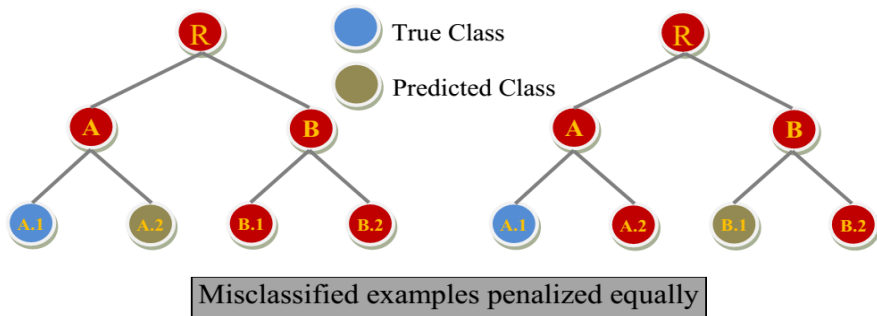 R
True Class
Predicted Class
A
B
A.1
A.2
B.1
B.2
R
A
B
A.1
A.2
B.1
B.2
Misclassified examples penalized equally